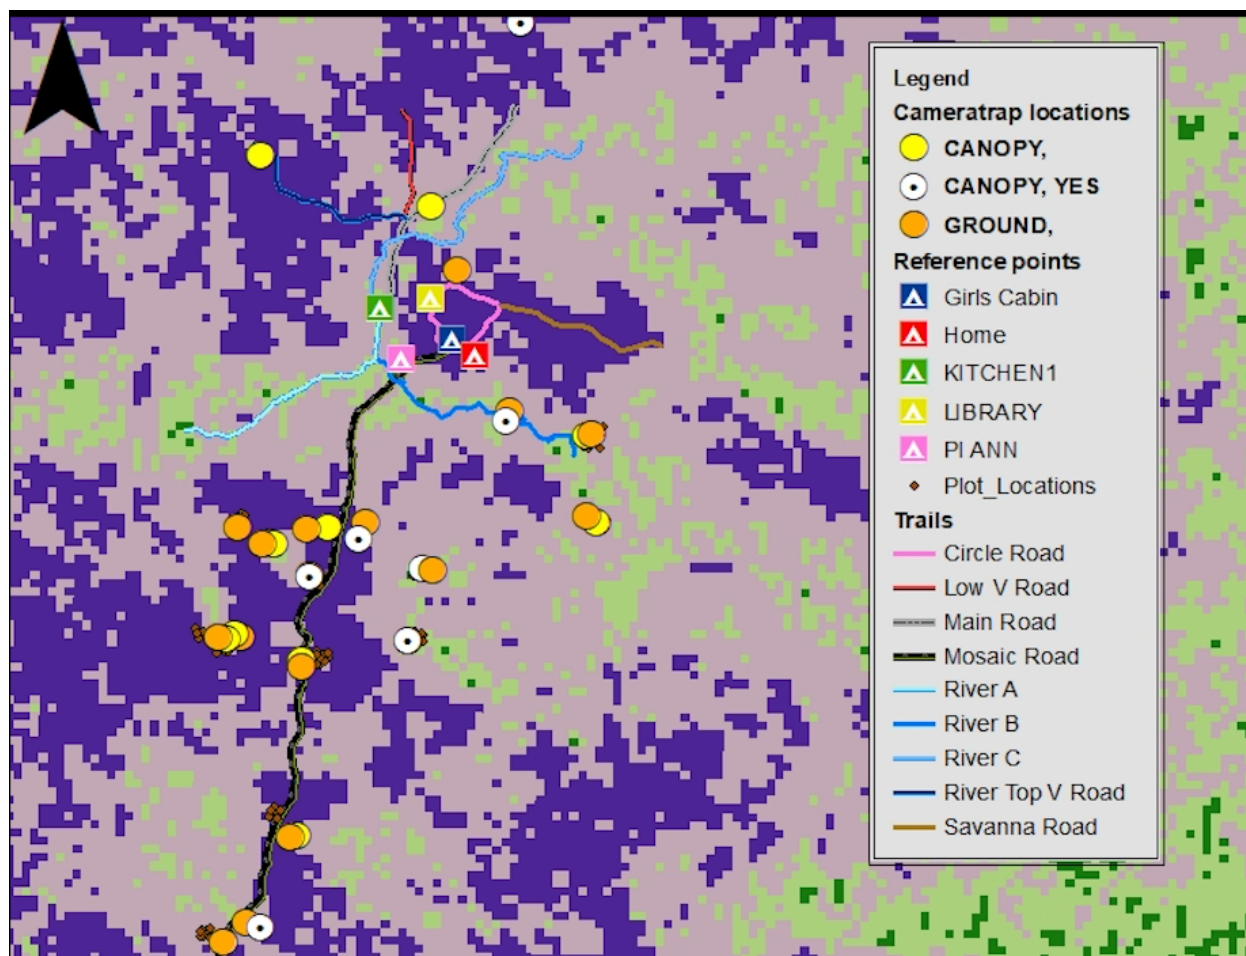 Legend
Cameratrap locations
CANOPY,
CANOPY, YES
GROUND,
Reference points
Girls Cabin
Home
KITCHEN1
LIBRARY
PI ANN
Plot_Locations
Trails
Circle Road
Low V Road
Main Road
Mosaic Road
River A
River B
River C
River Top V Road
Savanna Road